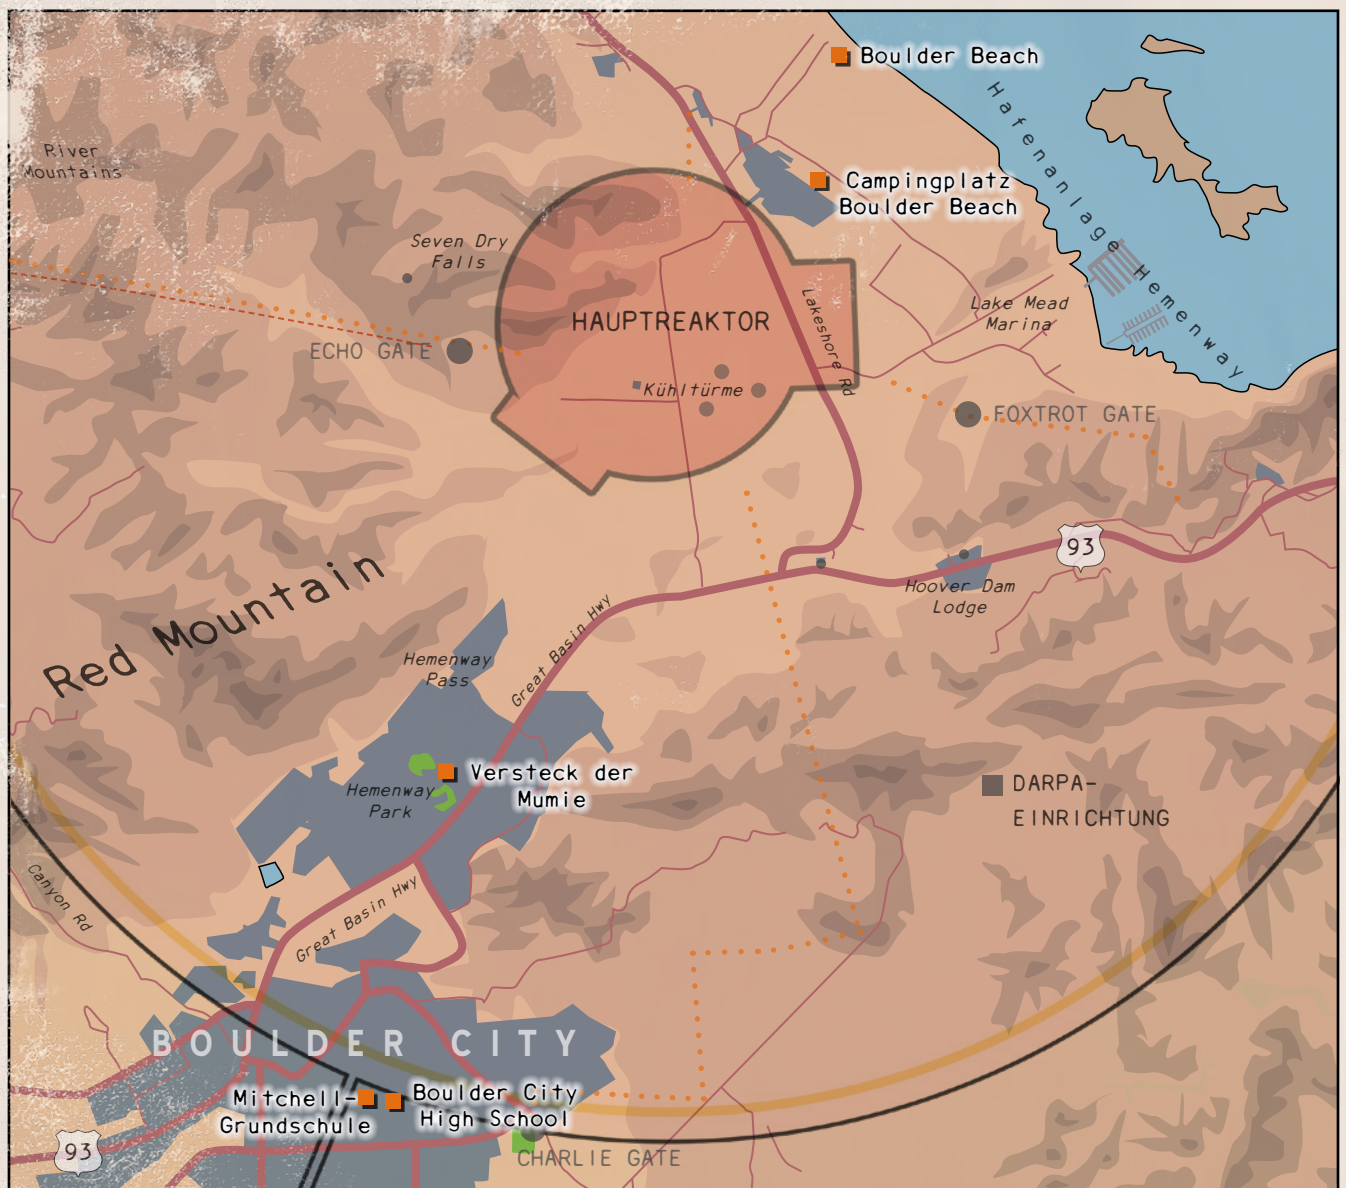 Boulder Beach
Hafenanlage Hemenway
River
Mountains
Campingplatz
Boulder Beach
Seven Dry
Falls
Lake Mead
Marina
HAUPTREAKTOR
Lakeshore Rd
ECHO GATE
Kühltürme
FOXTROT GATE
93
Red Mountain
Hoover Dam
Lodge
Great Basin Hwy
Hemenway
Pass
Versteck der
Mumie
Hemenway
Park
DARPA-
EINRICHTUNG
Canyon Rd
Great Basin Hwy
BOULDER CITY
Mitchell-
Grundschule
Boulder City
High School
93
CHARLIE GATE